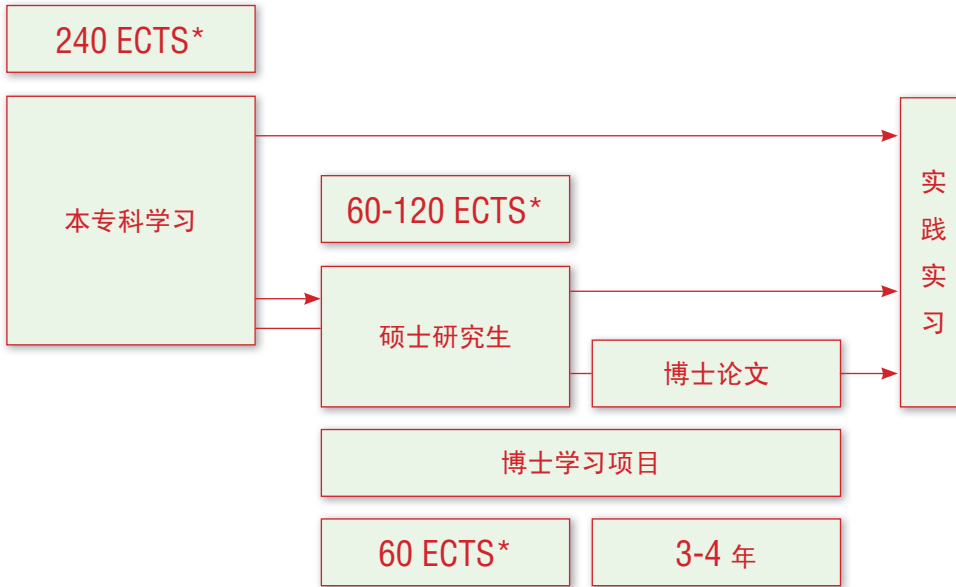 240 ECTS*
本专科学习
60-120 ECTS*
硕士研究生
博士论文
实践实习
博士学习项目
60 ECTS*
3-4 年